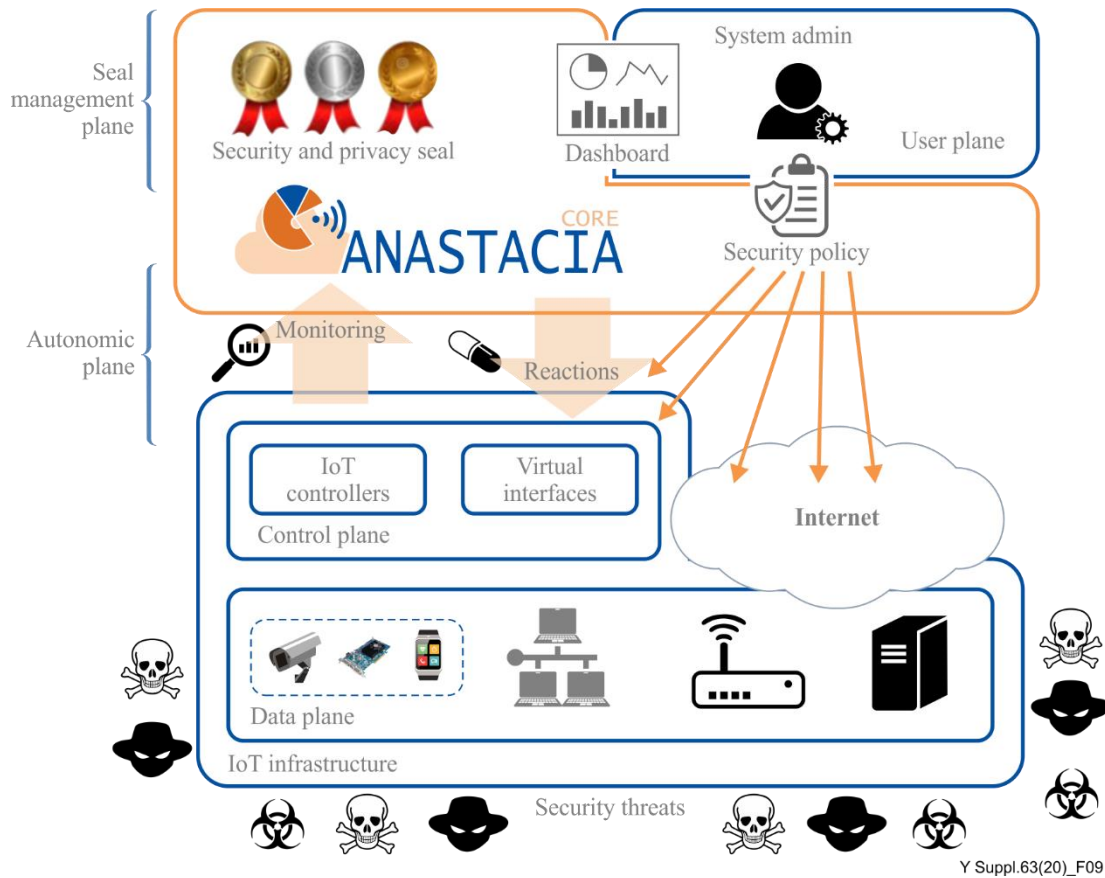 Seal
management
plane
Security and privacy seal
Dashboard
System admin
User plane
CORE
ANASTACIA
Security policy
Autonomic
plane
Monitoring
Reactions
IoT
controllers
Virtual
interfaces
Control plane
Internet
Data plane
IoT infrastructure
Security threats
Y Suppl.63(20)_F09